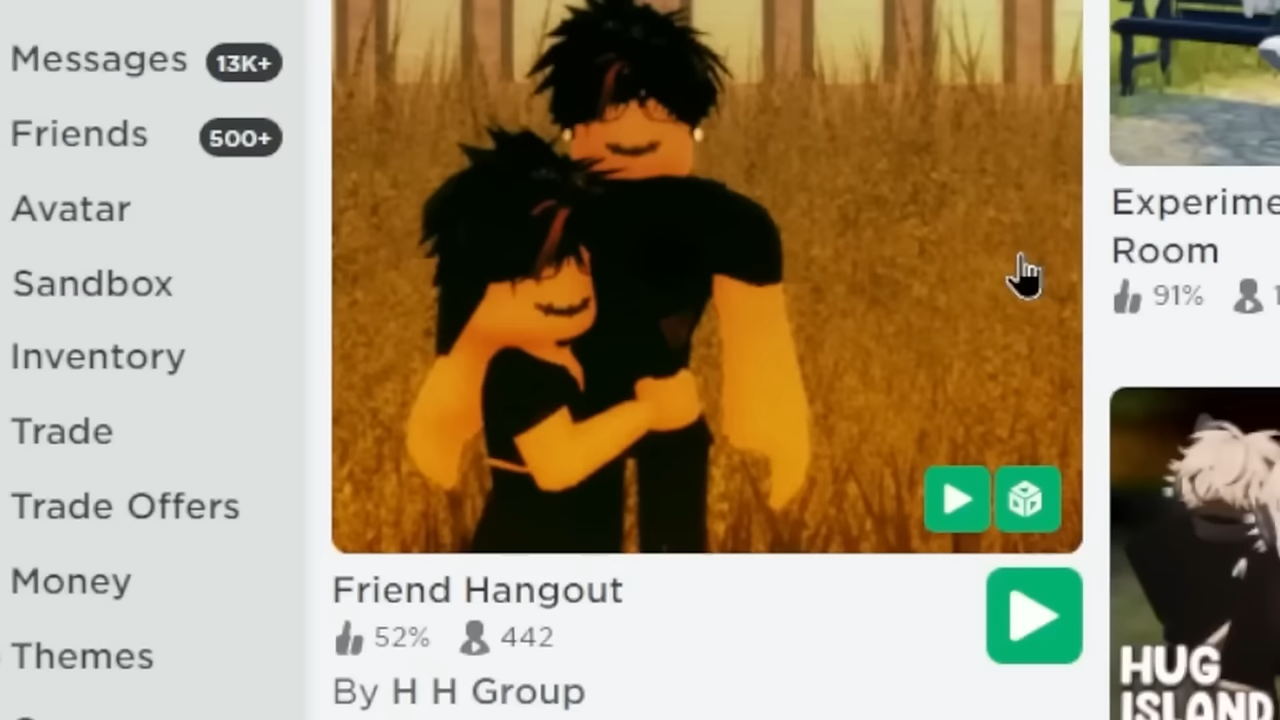 Messages 13K+
Friends 500+
Avatar
Sandbox
Inventory
Trade
Trade Offers
Money
Themes
Friend Hangout
52% 442
By H H Group
Room
91%
HUG
ISLAND